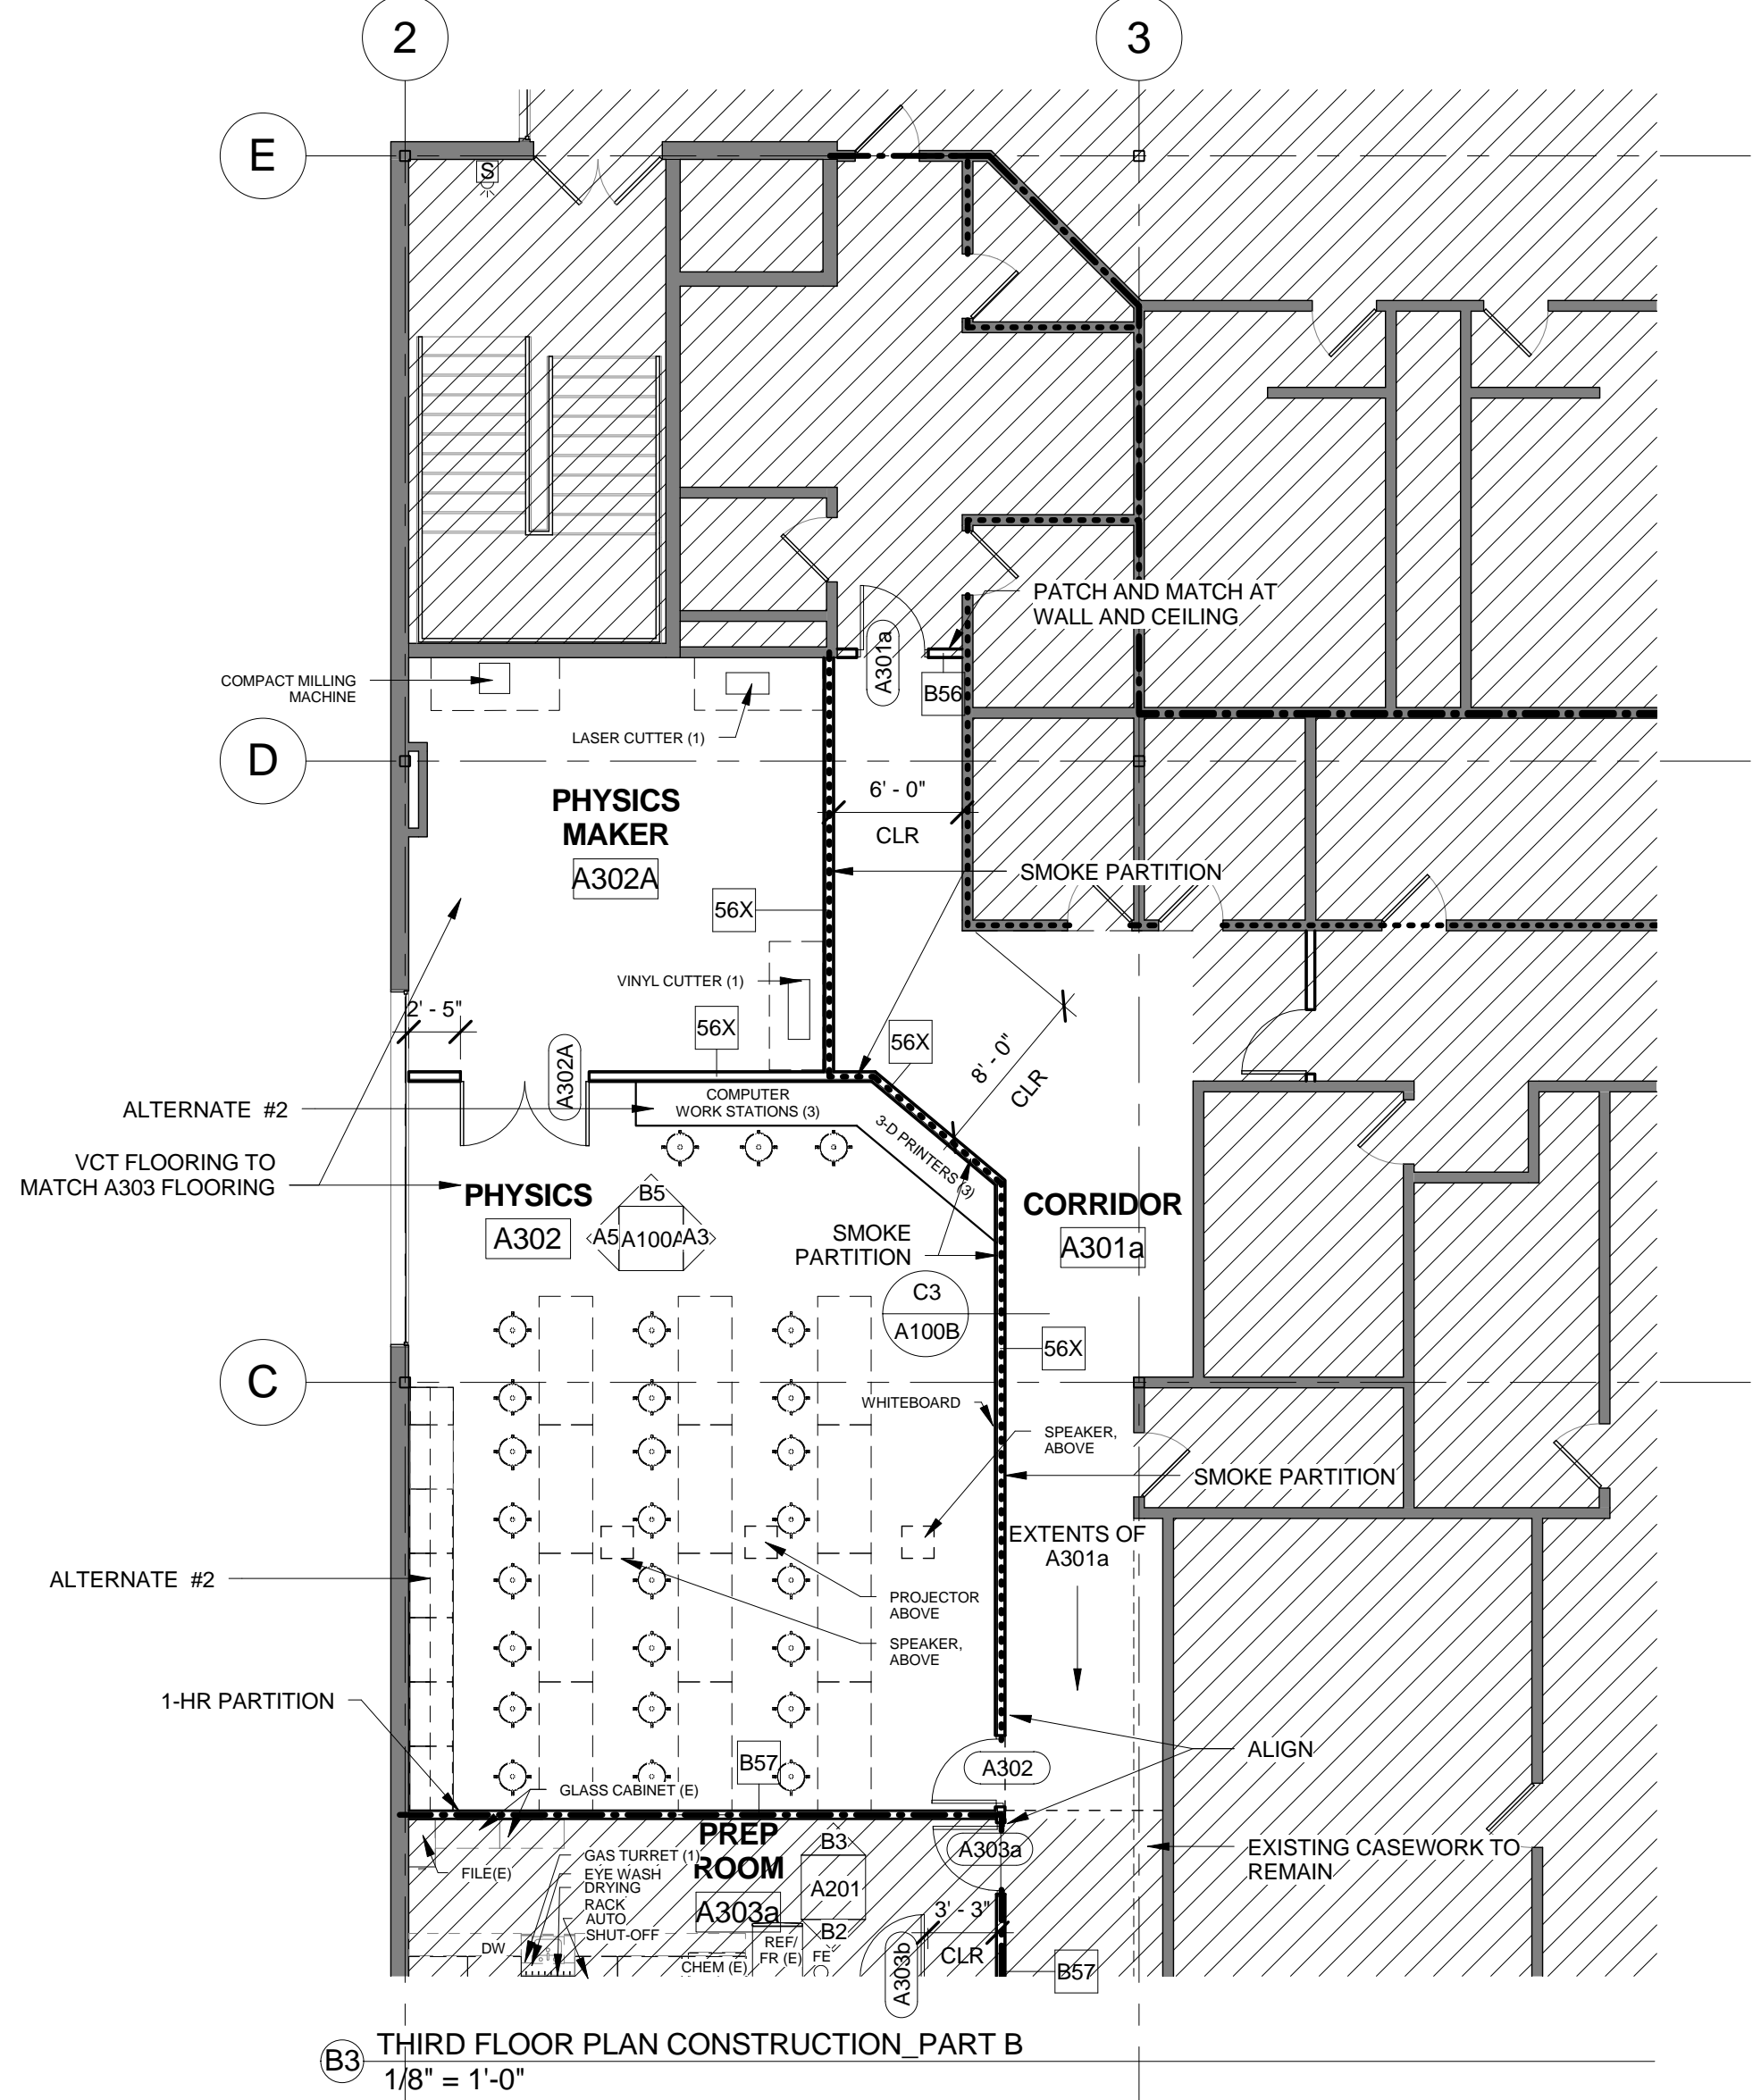 2
3
E
S
PATCH AND MATCH AT
WALL AND CEILING
A301a
B56
COMPACT MILLING
MACHINE
LASER CUTTER (1)
D
PHYSICS
MAKER
A302A
6' - 0"
CLR
SMOKE PARTITION
56X
VINYL CUTTER (1)
2' - 5"
56X
56X
A302A
8' - 0"
CLR
ALTERNATE #2
COMPUTER
WORK STATIONS (3)
3-D PRINTERS (3)
VCT FLOORING TO
MATCH A303 FLOORING
PHYSICS
A302
B5
A5
A100A
A3
SMOKE
PARTITION
CORRIDOR
A301a
C3
A100B
56X
C
WHITEBOARD
SPEAKER,
ABOVE
SMOKE PARTITION
EXTENTS OF
A301a
ALTERNATE #2
PROJECTOR
ABOVE
SPEAKER,
ABOVE
1-HR PARTITION
B57
A302
ALIGN
GLASS CABINET (E)
PREP
ROOM
A303a
B3
A201
B2
A303a
EXISTING CASEWORK TO
REMAIN
FILE(E)
GAS TURRET (1)
EYE WASH
DRYING
RACK
AUTO
SHUT-OFF
DW
CHEM (E)
REF/
FR (E)
FE
A303b
3' - 3"
CLR
B57
B3
THIRD FLOOR PLAN CONSTRUCTION_PART B
1/8" = 1'-0"